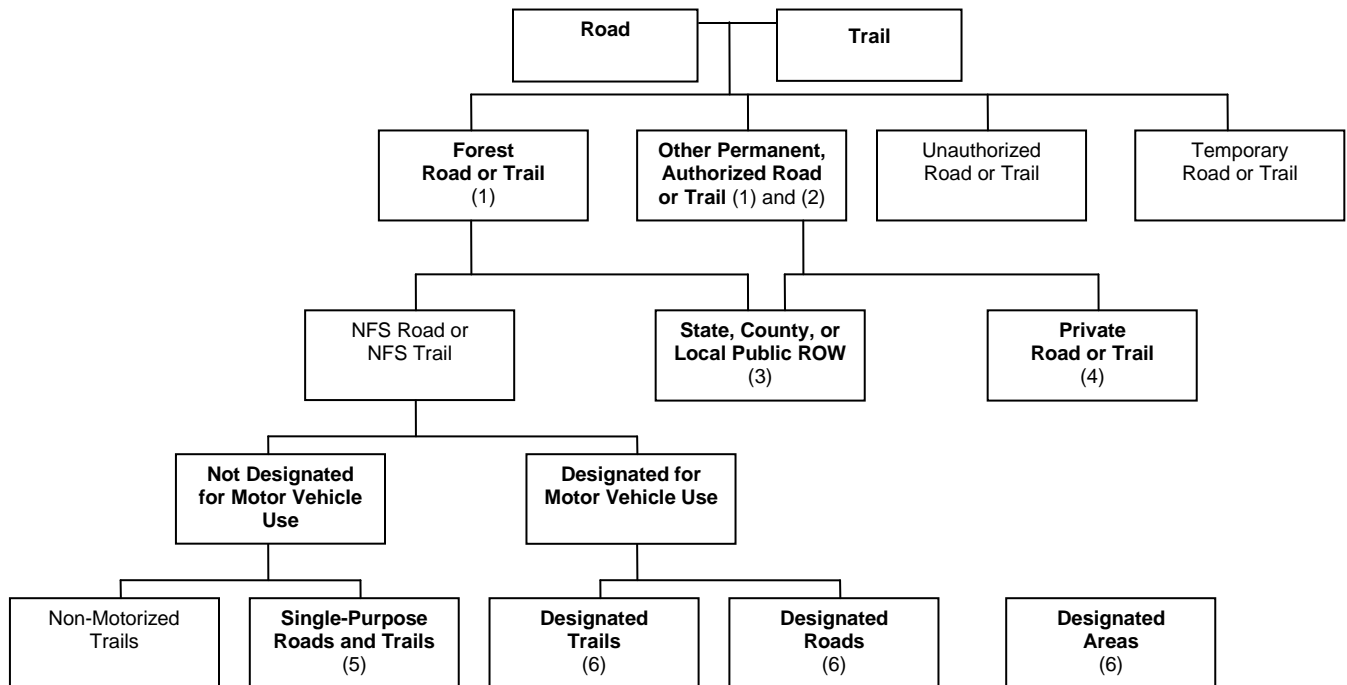 Road
Trail
Forest
Road or Trail
(1)
Other Permanent,
Authorized Road
or Trail (1) and (2)
Unauthorized
Road or Trail
Temporary
Road or Trail
NFS Road or
NFS Trail
State, County, or
Local Public ROW
(3)
Private
Road or Trail
(4)
Not Designated
for Motor Vehicle
Use
Designated for
Motor Vehicle Use
Non-Motorized
Trails
Single-Purpose
Roads and Trails
(5)
Designated
Trails
(6)
Designated
Roads
(6)
Designated
Areas
(6)